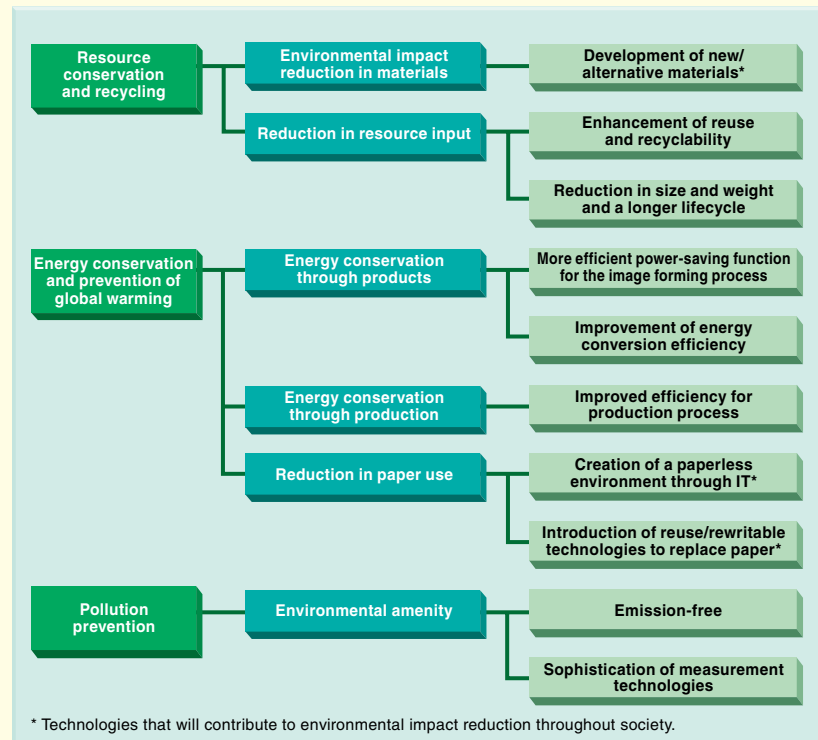 Resource
conservation
and recycling
Environmental impact
reduction in materials
Development of new/
alternative materials*
Reduction in resource input
Enhancement of reuse
and recyclability
Reduction in size and weight
and a longer lifecycle
Energy conservation
and prevention of
global warming
Energy conservation
through products
More efficient power-saving function
for the image forming process
Improvement of energy
conversion efficiency
Energy conservation
through production
Improved efficiency for
production process
Reduction in paper use
Creation of a paperless
environment through IT*
Introduction of reuse/rewritable
technologies to replace paper*
Pollution
prevention
Environmental amenity
Emission-free
Sophistication of measurement
technologies
* Technologies that will contribute to environmental impact reduction throughout society.